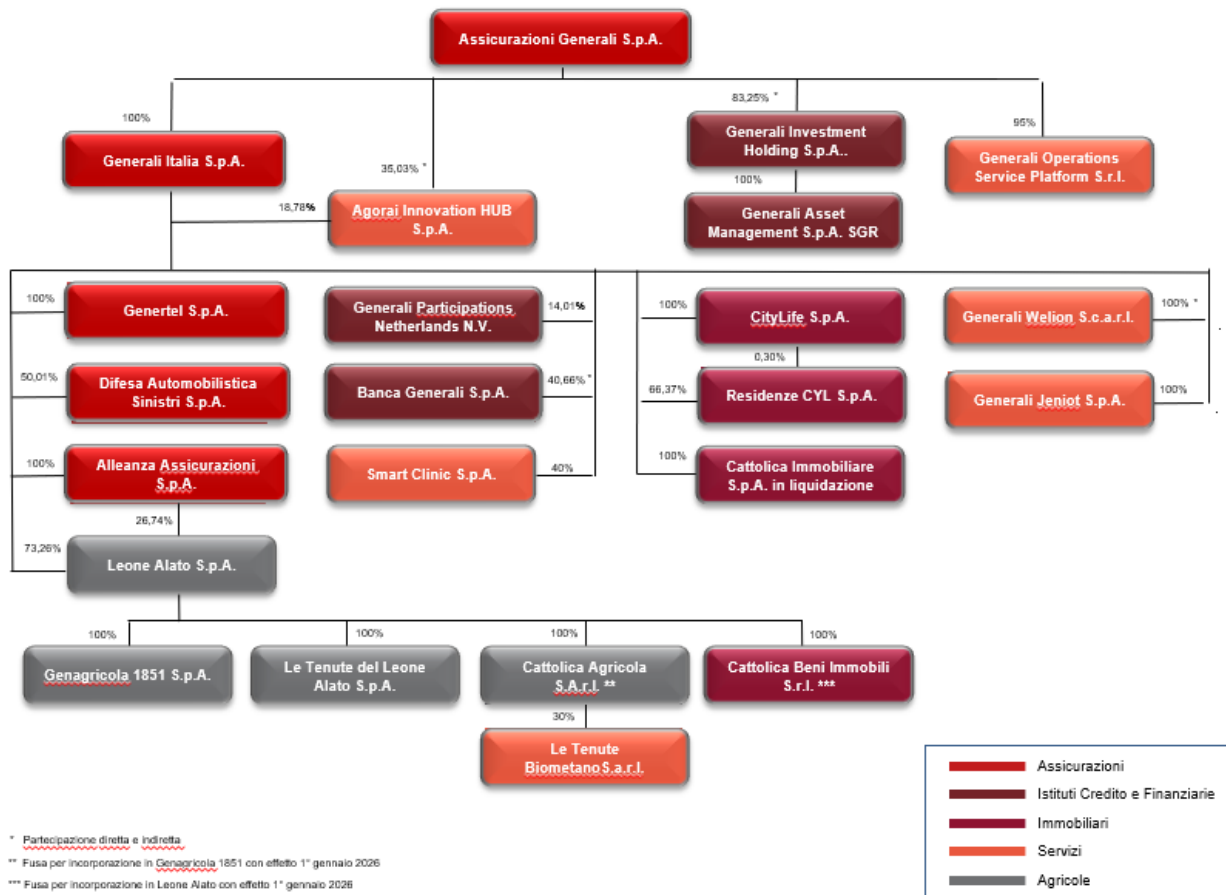 Assicurazioni Generali S.p.A.
100%
35,03% *
83,25% *
95%
Generali Italia S.p.A.
Generali Investment
Holding S.p.A..
Generali Operations
Service Platform S.r.l.
18,78%
Agorai Innovation HUB
S.p.A.
100%
Generali Asset
Management S.p.A. SGR
100%
Genertel S.p.A.
Generali Participations
Netherlands N.V.
14,01%
100%
CityLife S.p.A.
Generali Welion S.c.a.r.l.
100% *
0,30%
50,01%
Difesa Automobilistica
Sinistri S.p.A.
Banca Generali S.p.A.
40,66% *
66,37%
Residenze CYL S.p.A.
Generali Jeniot S.p.A.
100%
100%
Alleanza Assicurazioni
S.p.A.
Smart Clinic S.p.A.
40%
100%
Cattolica Immobiliare
S.p.A. in liquidazione
26,74%
73,26%
Leone Alato S.p.A.
100%
100%
100%
100%
Genagricola 1851 S.p.A.
Le Tenute del Leone
Alato S.p.A.
Cattolica Agricola
S.A.r.l. **
Cattolica Beni Immobili
S.r.l. ***
30%
Le Tenute
BiometanoS.a.r.l.
Assicurazioni
Istituti Credito e Finanziarie
Immobiliari
Servizi
Agricole
* Partecipazione diretta e indiretta
** Fusa per incorporazione in Genagricola 1851 con effetto 1° gennaio 2026
*** Fusa per incorporazione in Leone Alato con effetto 1° gennaio 2026